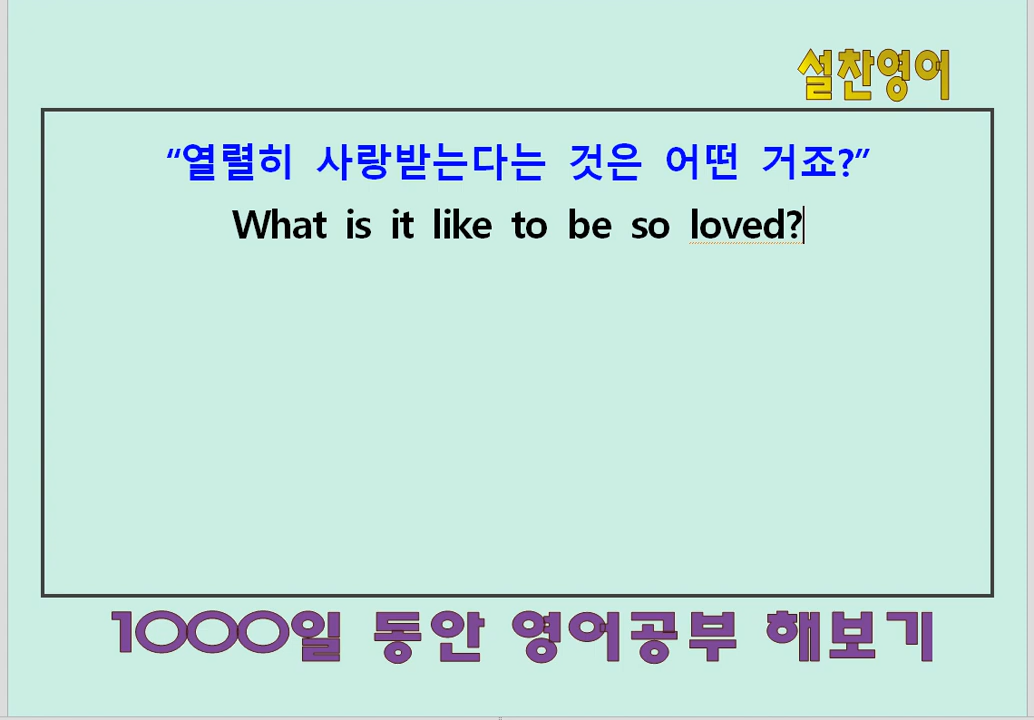 설찬영어
“열렬히 사랑받는다는 것은 어떤 거죠?”
What is it like to be so loved?
1000일 동안 영어공부 해보기